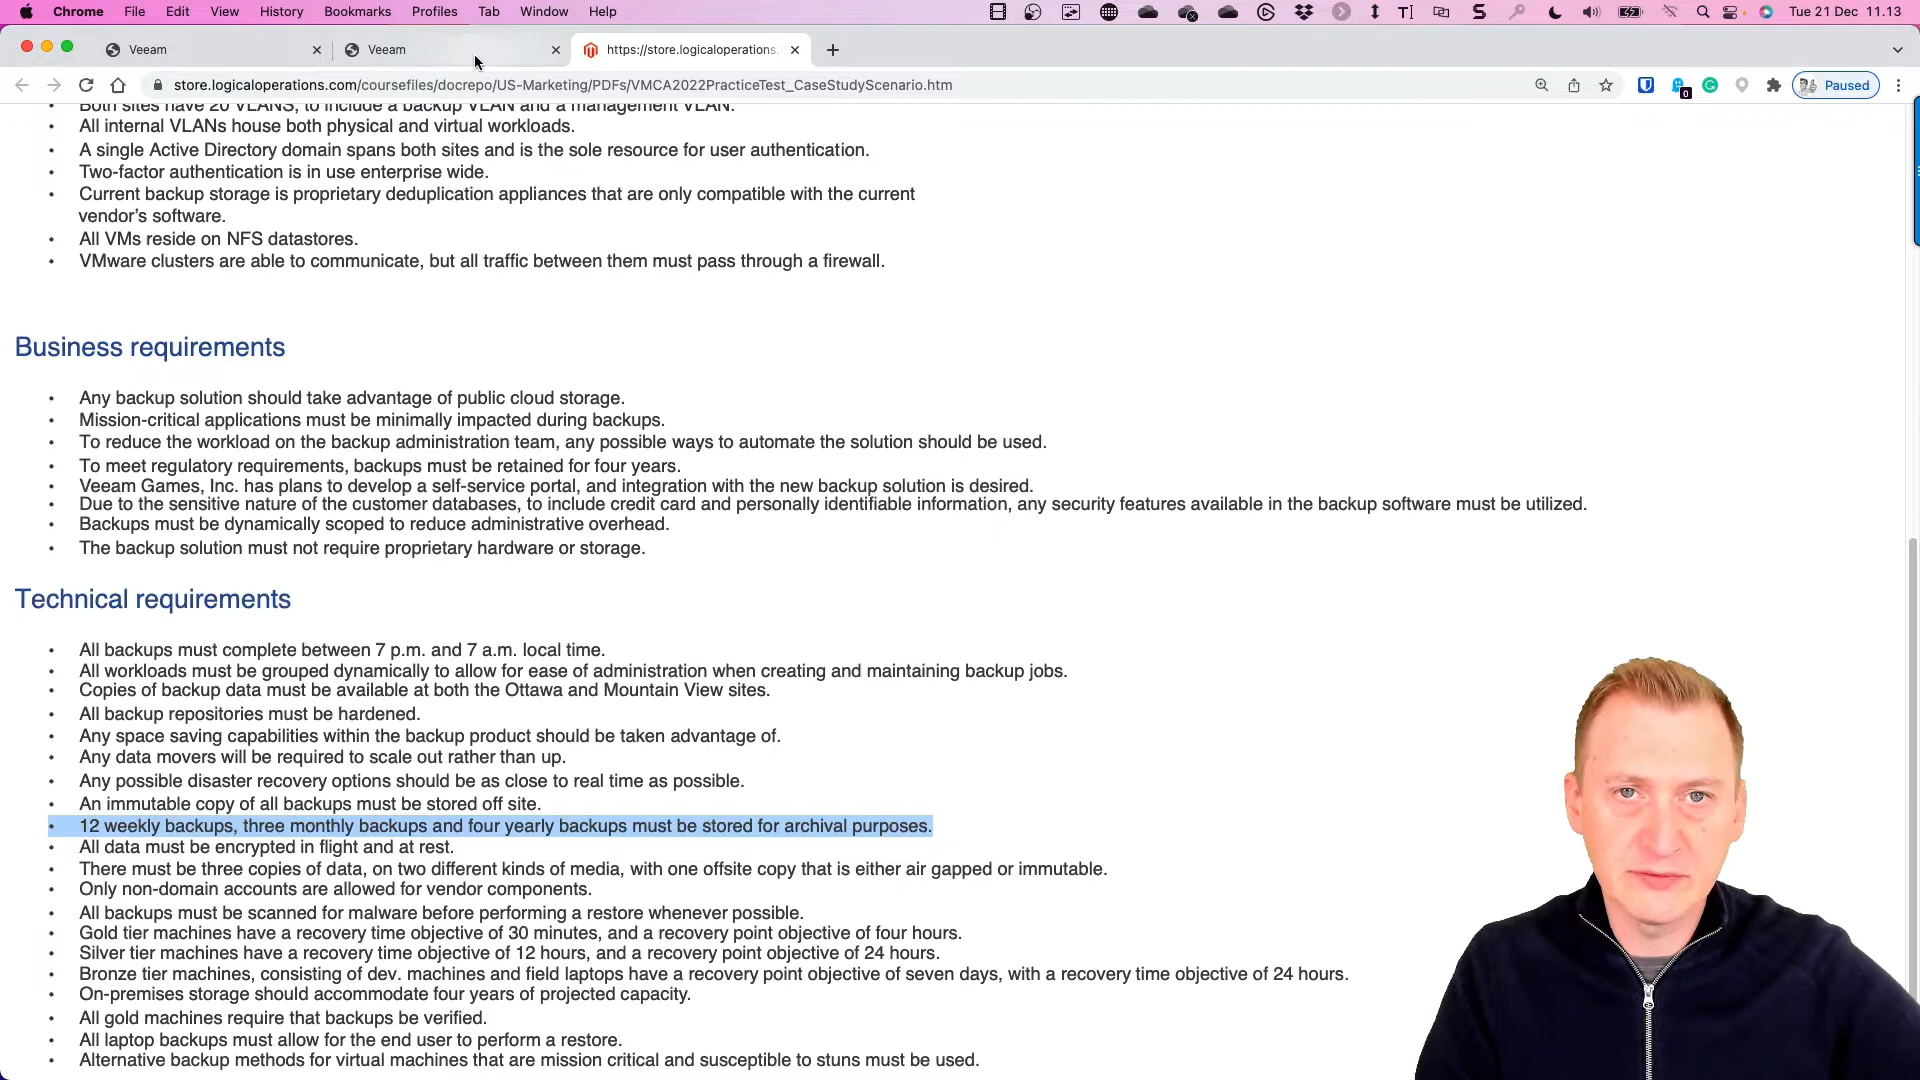 Chrome File Edit View History Bookmarks Profiles Tab Window Help
Tue 21 Dec 11.13
Veeam
Veeam
https://store.logicaloperations.
store.logicaloperations.com/coursefiles/docrepo/US-Marketing/PDFs/VMCA2022PracticeTest_CaseStudyScenario.htm
0
Paused
• Both sites have 20 VLANS, to include a backup VLAN and a management VLAN.
• All internal VLANs house both physical and virtual workloads.
• A single Active Directory domain spans both sites and is the sole resource for user authentication.
• Two-factor authentication is in use enterprise wide.
• Current backup storage is proprietary deduplication appliances that are only compatible with the current
vendor’s software.
• All VMs reside on NFS datastores.
• VMware clusters are able to communicate, but all traffic between them must pass through a firewall.
Business requirements
• Any backup solution should take advantage of public cloud storage.
• Mission-critical applications must be minimally impacted during backups.
• To reduce the workload on the backup administration team, any possible ways to automate the solution should be used.
• To meet regulatory requirements, backups must be retained for four years.
• Veeam Games, Inc. has plans to develop a self-service portal, and integration with the new backup solution is desired.
• Due to the sensitive nature of the customer databases, to include credit card and personally identifiable information, any security features available in the backup software must be utilized.
• Backups must be dynamically scoped to reduce administrative overhead.
• The backup solution must not require proprietary hardware or storage.
Technical requirements
• All backups must complete between 7 p.m. and 7 a.m. local time.
• All workloads must be grouped dynamically to allow for ease of administration when creating and maintaining backup jobs.
• Copies of backup data must be available at both the Ottawa and Mountain View sites.
• All backup repositories must be hardened.
• Any space saving capabilities within the backup product should be taken advantage of.
• Any data movers will be required to scale out rather than up.
• Any possible disaster recovery options should be as close to real time as possible.
• An immutable copy of all backups must be stored off site.
• 12 weekly backups, three monthly backups and four yearly backups must be stored for archival purposes.
• All data must be encrypted in flight and at rest.
• There must be three copies of data, on two different kinds of media, with one offsite copy that is either air gapped or immutable.
• Only non-domain accounts are allowed for vendor components.
• All backups must be scanned for malware before performing a restore whenever possible.
• Gold tier machines have a recovery time objective of 30 minutes, and a recovery point objective of four hours.
• Silver tier machines have a recovery time objective of 12 hours, and a recovery point objective of 24 hours.
• Bronze tier machines, consisting of dev. machines and field laptops have a recovery point objective of seven days, with a recovery time objective of 24 hours.
• On-premises storage should accommodate four years of projected capacity.
• All gold machines require that backups be verified.
• All laptop backups must allow for the end user to perform a restore.
• Alternative backup methods for virtual machines that are mission critical and susceptible to stuns must be used.